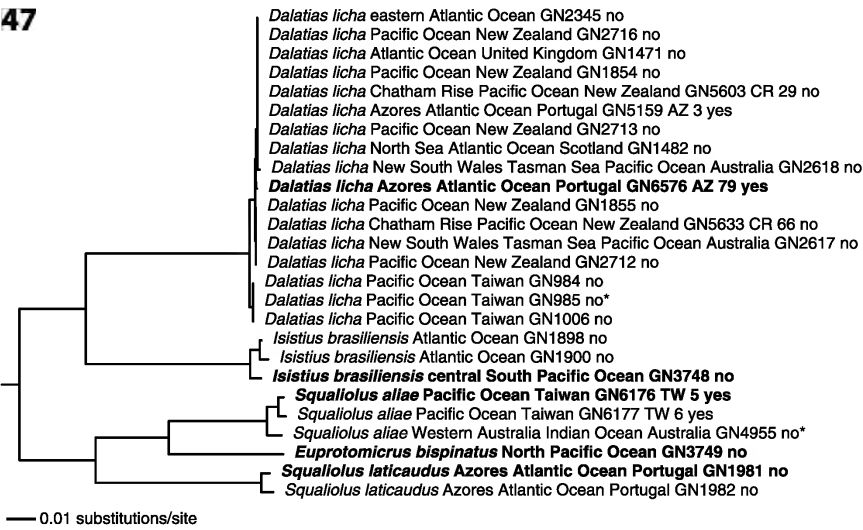 47
Dalatias licha eastern Atlantic Ocean GN2345 no
Dalatias licha Pacific Ocean New Zealand GN2716 no
Dalatias licha Atlantic Ocean United Kingdom GN1471 no
Dalatias licha Pacific Ocean New Zealand GN1854 no
Dalatias licha Chatham Rise Pacific Ocean New Zealand GN5603 CR 29 no
Dalatias licha Azores Atlantic Ocean Portugal GN5159 AZ 3 yes
Dalatias licha Pacific Ocean New Zealand GN2713 no
Dalatias licha North Sea Atlantic Ocean Scotland GN1482 no
Dalatias licha New South Wales Tasman Sea Pacific Ocean Australia GN2618 no
Dalatias licha Azores Atlantic Ocean Portugal GN6576 AZ 79 yes
Dalatias licha Pacific Ocean New Zealand GN1855 no
Dalatias licha Chatham Rise Pacific Ocean New Zealand GN5633 CR 66 no
Dalatias licha New South Wales Tasman Sea Pacific Ocean Australia GN2617 no
Dalatias licha Pacific Ocean New Zealand GN2712 no
Dalatias licha Pacific Ocean Taiwan GN984 no
Dalatias licha Pacific Ocean Taiwan GN985 no*
Dalatias licha Pacific Ocean Taiwan GN1006 no
Isistius brasiliensis Atlantic Ocean GN1898 no
Isistius brasiliensis Atlantic Ocean GN1900 no
Isistius brasiliensis central South Pacific Ocean GN3748 no
Squaliolus aliae Pacific Ocean Taiwan GN6176 TW 5 yes
Squaliolus aliae Pacific Ocean Taiwan GN6177 TW 6 yes
Squaliolus aliae Western Australia Indian Ocean Australia GN4955 no*
Euprotomicrus bispinatus North Pacific Ocean GN3749 no
Squaliolus laticaudus Azores Atlantic Ocean Portugal GN1981 no
Squaliolus laticaudus Azores Atlantic Ocean Portugal GN1982 no
0.01 substitutions/site